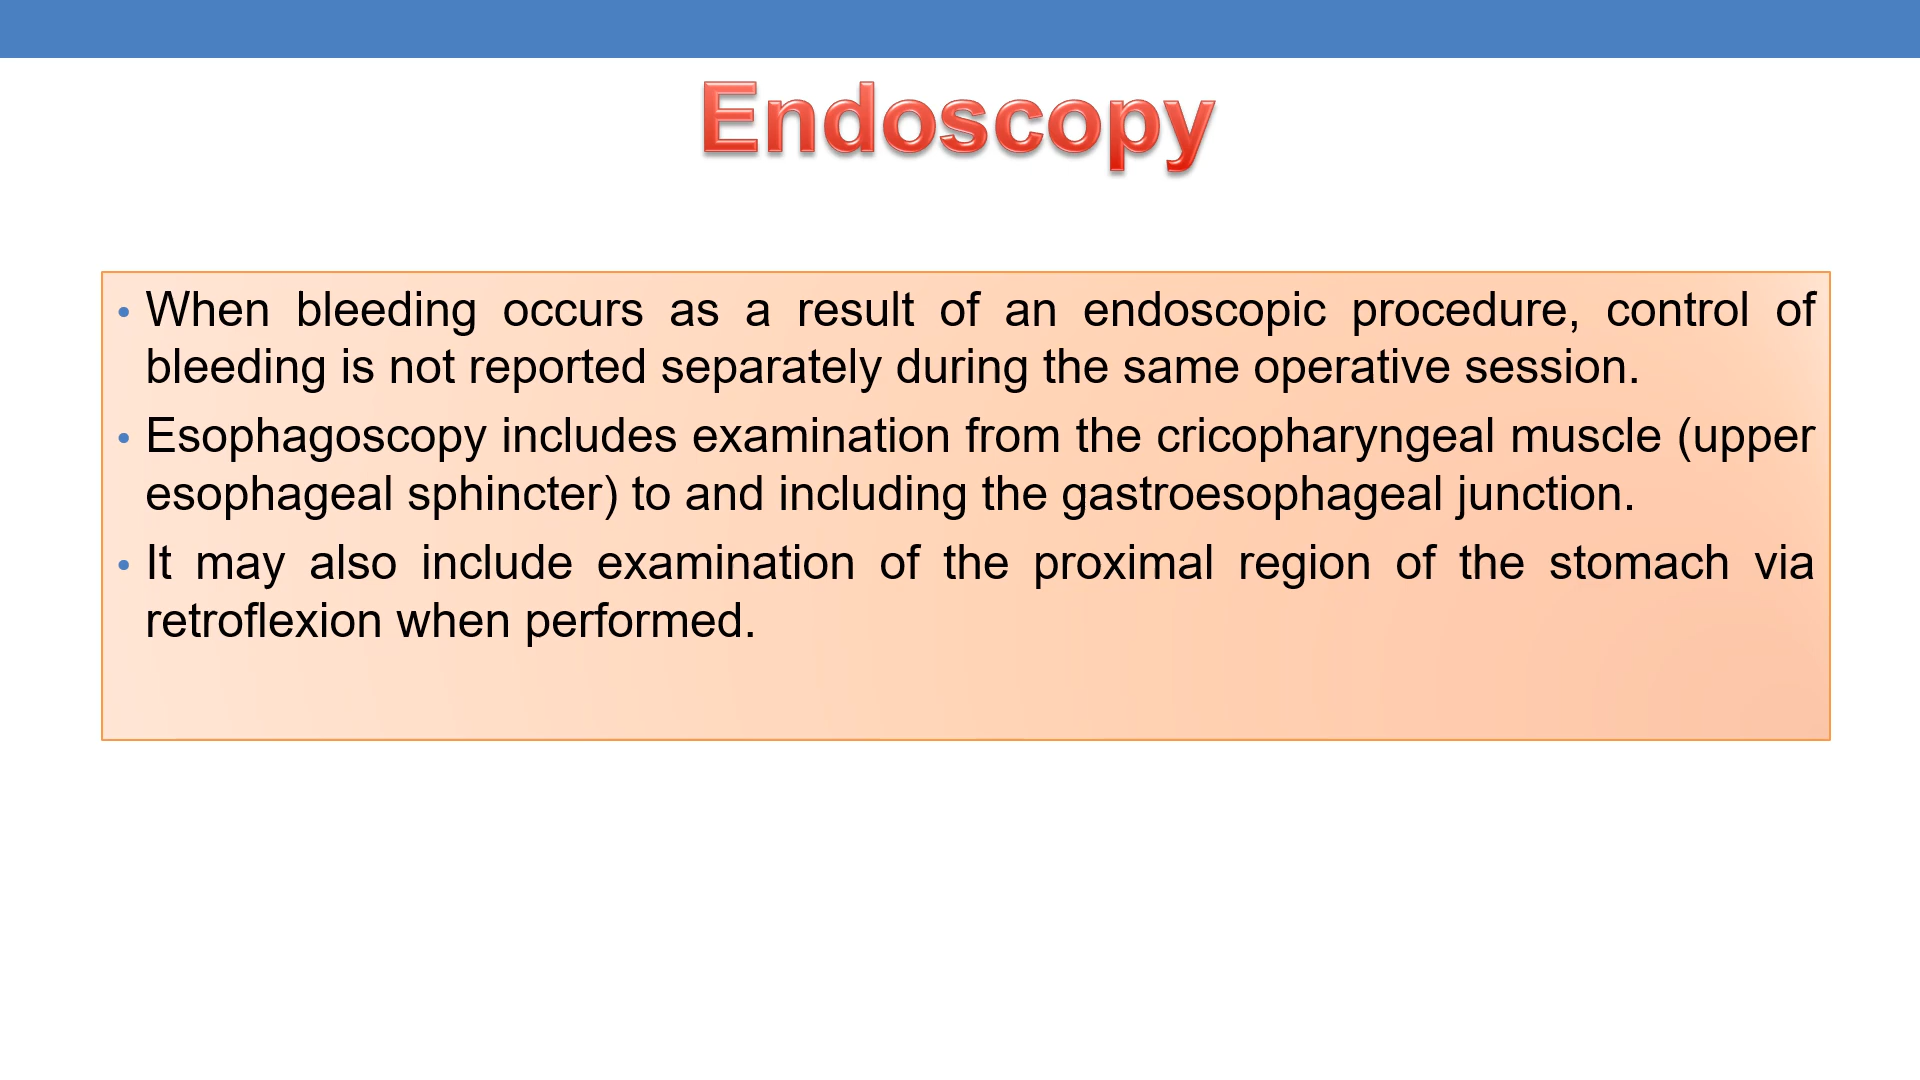 Endoscopy
• When bleeding occurs as a result of an endoscopic procedure, control of
bleeding is not reported separately during the same operative session.
• Esophagoscopy includes examination from the cricopharyngeal muscle (upper
esophageal sphincter) to and including the gastroesophageal junction.
• It may also include examination of the proximal region of the stomach via
retroflexion when performed.